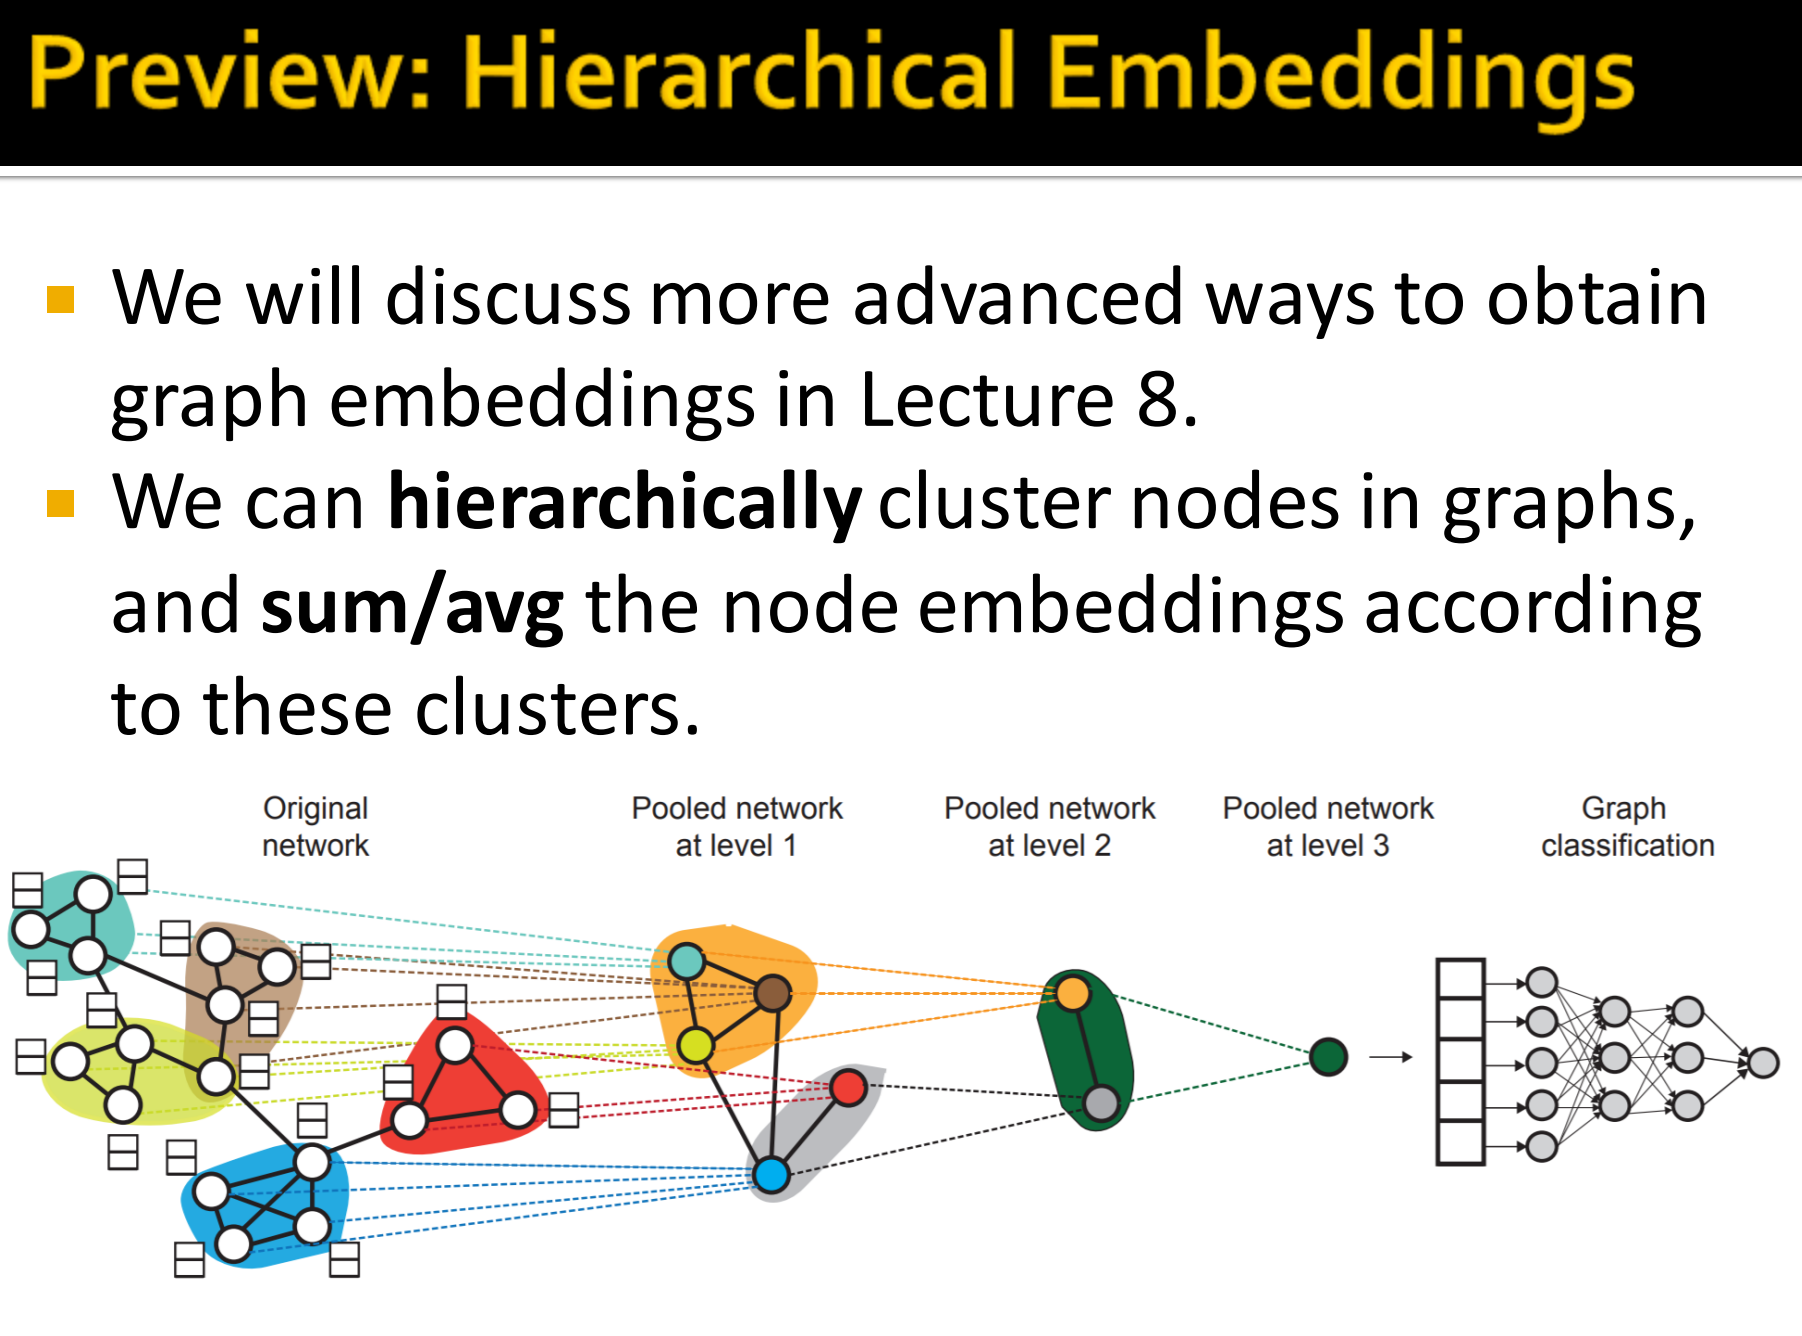 Preview: Hierarchical Embeddings
We will discuss more advanced ways to obtain
graph embeddings in Lecture 8.
We can hierarchically cluster nodes in graphs,
and sum/avg the node embeddings according
to these clusters.
Original
network
Pooled network
at level 1
Pooled network
at level 2
Pooled network
at level 3
Graph
classification